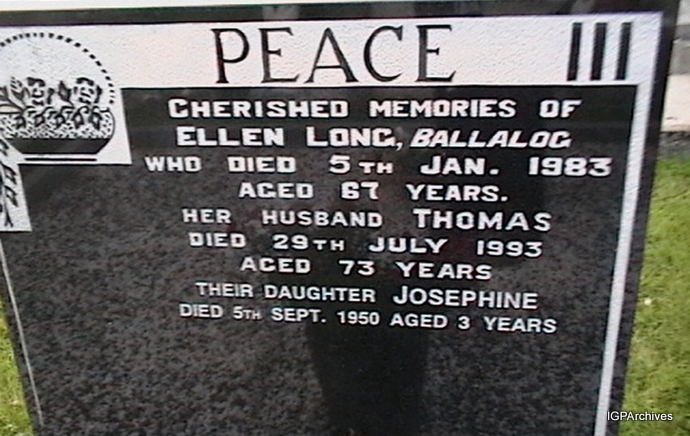 PEACE
CHERISHED MEMORIES OF
ELLEN LONG, BALLALOG
WHO DIED 5TH JAN. 1983
AGED 67 YEARS.
HER HUSBAND THOMAS
DIED 29TH JULY 1993
AGED 73 YEARS
THEIR DAUGHTER JOSEPHINE
DIED 5TH SEPT. 1950 AGED 3 YEARS
IGPArchives